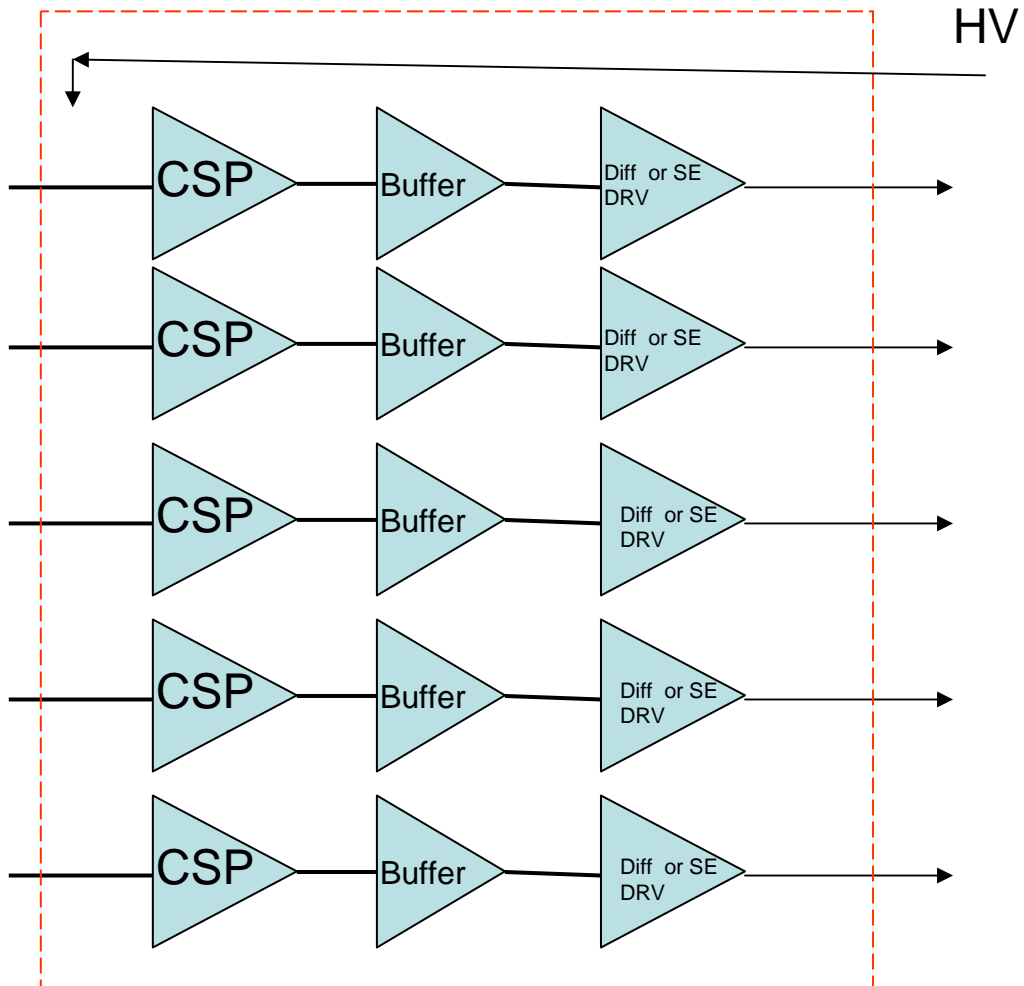 HV
CSP
Buffer
Diff or SE
DRV
CSP
Buffer
Diff or SE
DRV
CSP
Buffer
Diff or SE
DRV
CSP
Buffer
Diff or SE
DRV
CSP
Buffer
Diff or SE
DRV